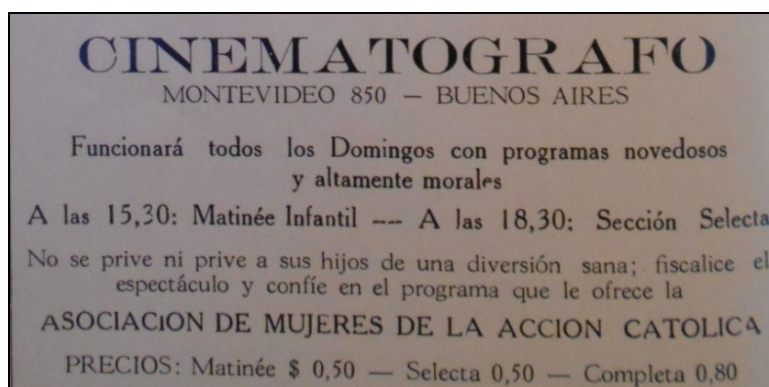 CINEMATOGRAFO
MONTEVIDEO 850 — BUENOS AIRES
Funcionará todos los Domingos con programas novedosos
y altamente morales
A las 15,30: Matinée Infantil –– A las 18,30: Sección Selecta
No se prive ni prive a sus hijos de una diversión sana; fiscalice el
espectáculo y confíe en el programa que le ofrece la
ASOCIACION DE MUJERES DE LA ACCION CATOLICA
PRECIOS: Matinée $ 0,50 — Selecta 0,50 — Completa 0,80